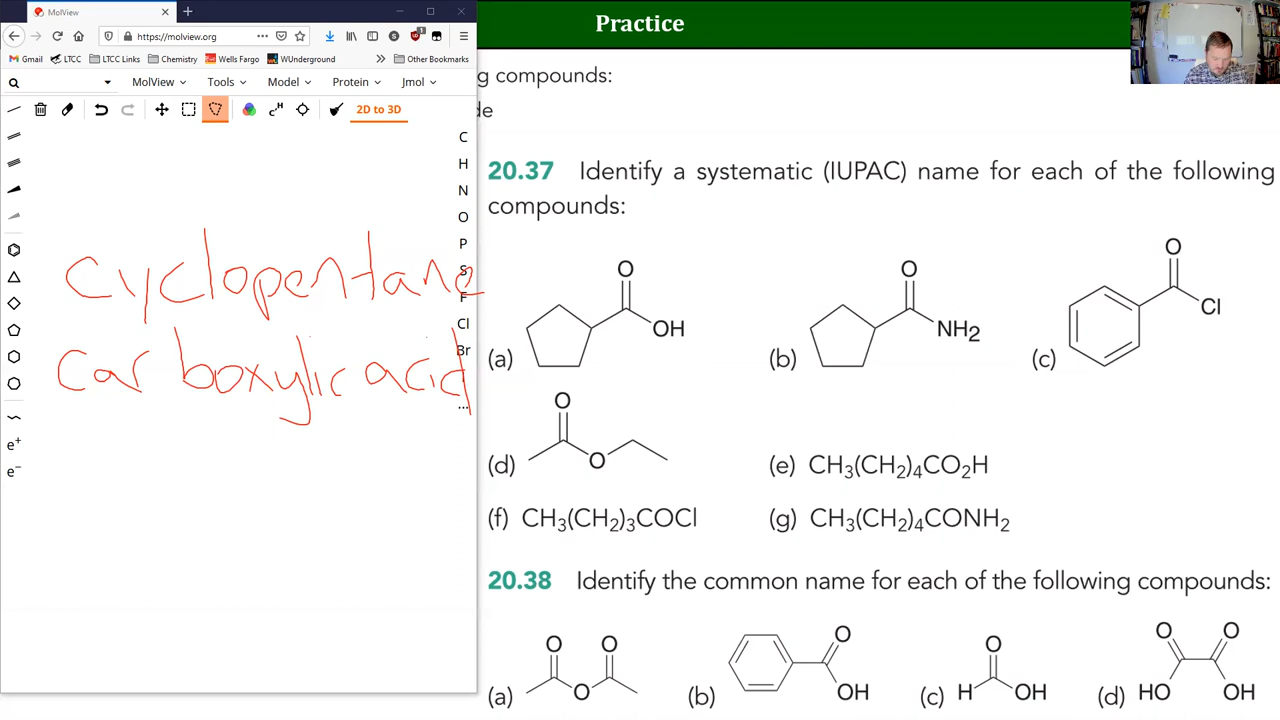 Practice
MolView
https://molview.org
Gmail LTCC LTCC Links Chemistry Wells Fargo WUnderground Other Bookmarks
MolView Tools Model Protein Jmol
2D to 3D
C
H
N
O
P
S
F
Cl
Br
...
e+
e−
Cyclopentane
Carboxylic acid
ng compounds:
de
20.37 Identify a systematic (IUPAC) name for each of the following
compounds:
(a) O OH
(b) O NH2
(c) O Cl
(d) O O
(e) CH3(CH2)4CO2H
(f) CH3(CH2)3COCl
(g) CH3(CH2)4CONH2
20.38 Identify the common name for each of the following compounds:
(a) O O O
(b) O OH
(c) O H OH
(d) O O HO OH